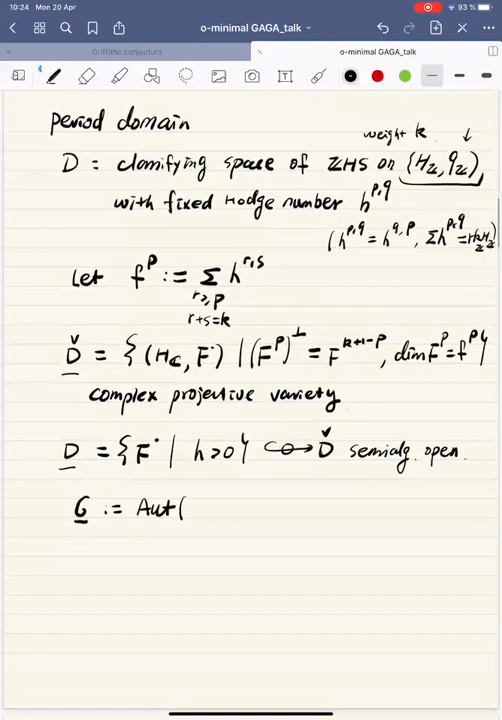 10:24 Mon 20 Apr
93 %
o-minimal GAGA_talk
Griffiths conjecture
o-minimal GAGA_talk
Period domain
weight k ↓
D = classifying space of ZHS on {H_Z, q_Z}
with fixed Hodge number h^{p,q}
(h^{p,q} = h^{q,p}, Σh^{p,q} =
Let f^p := Σ_{r≥p, r+s=k} h^{r,s}
Ď = {(H_C, F^·) | (F^p)^⊥ = F^{k+1-p}, dim F^p = f^p}
complex projective variety
D = {F^· | h>0} ⊂→ Ď semialg. open.
G := Aut(